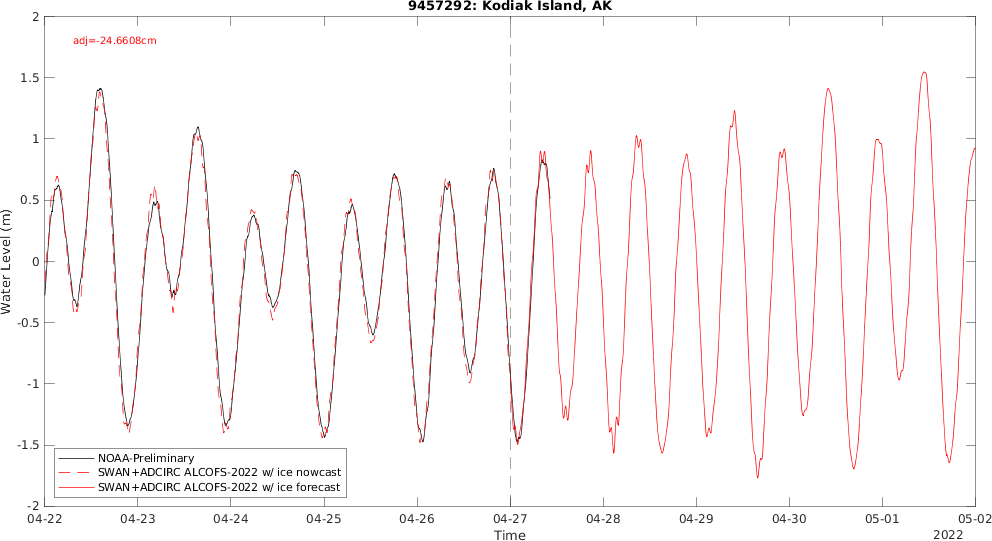 9457292: Kodiak Island, AK
adj=-24.6608cm
Water Level (m)
2
1.5
1
0.5
0
-0.5
-1
-1.5
-2
NOAA-Preliminary
SWAN+ADCIRC ALCOFS-2022 w/ ice nowcast
SWAN+ADCIRC ALCOFS-2022 w/ ice forecast
04-22 04-23 04-24 04-25 04-26 04-27 04-28 04-29 04-30 05-01 05-02
Time
2022